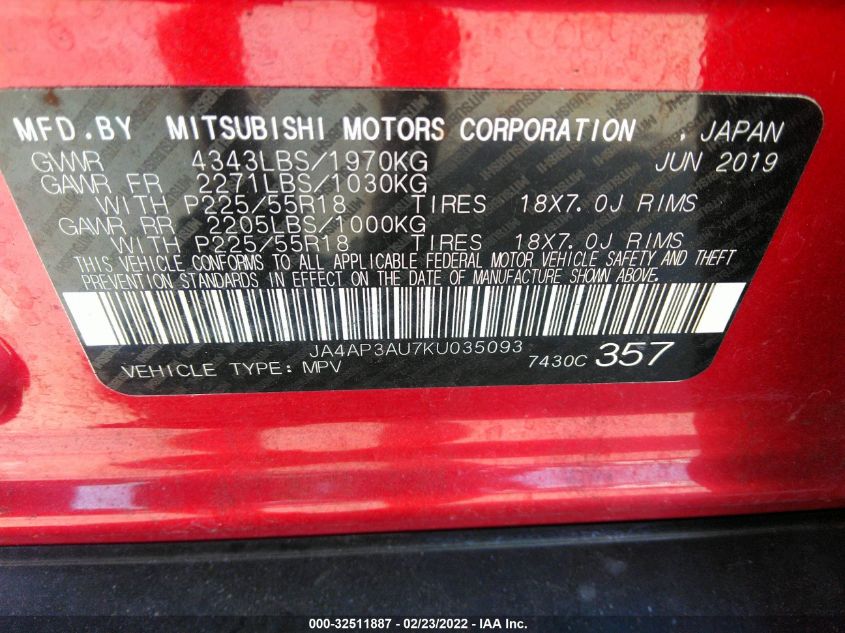 MFD.BY MITSUBISHI MOTORS CORPORATION , JAPAN
GVWR 4343LBS/1970KG JUN 2019
GAWR FR 2271LBS/1030KG
WITH P225/55R18 TIRES 18X7.0J RIMS
GAWR RR 2205LBS/1000KG
WITH P225/55R18 TIRES 18X7.0J RIMS
THIS VEHICLE CONFORMS TO ALL APPLICABLE FEDERAL MOTOR VEHICLE SAFETY AND THEFT
PREVENTION STANDARDS IN EFFECT ON THE DATE OF MANUFACTURE SHOWN ABOVE.
JA4AP3AU7KU035093
VEHICLE TYPE: MPV 7430C 357
000-32511887 - 02/23/2022 - IAA Inc.